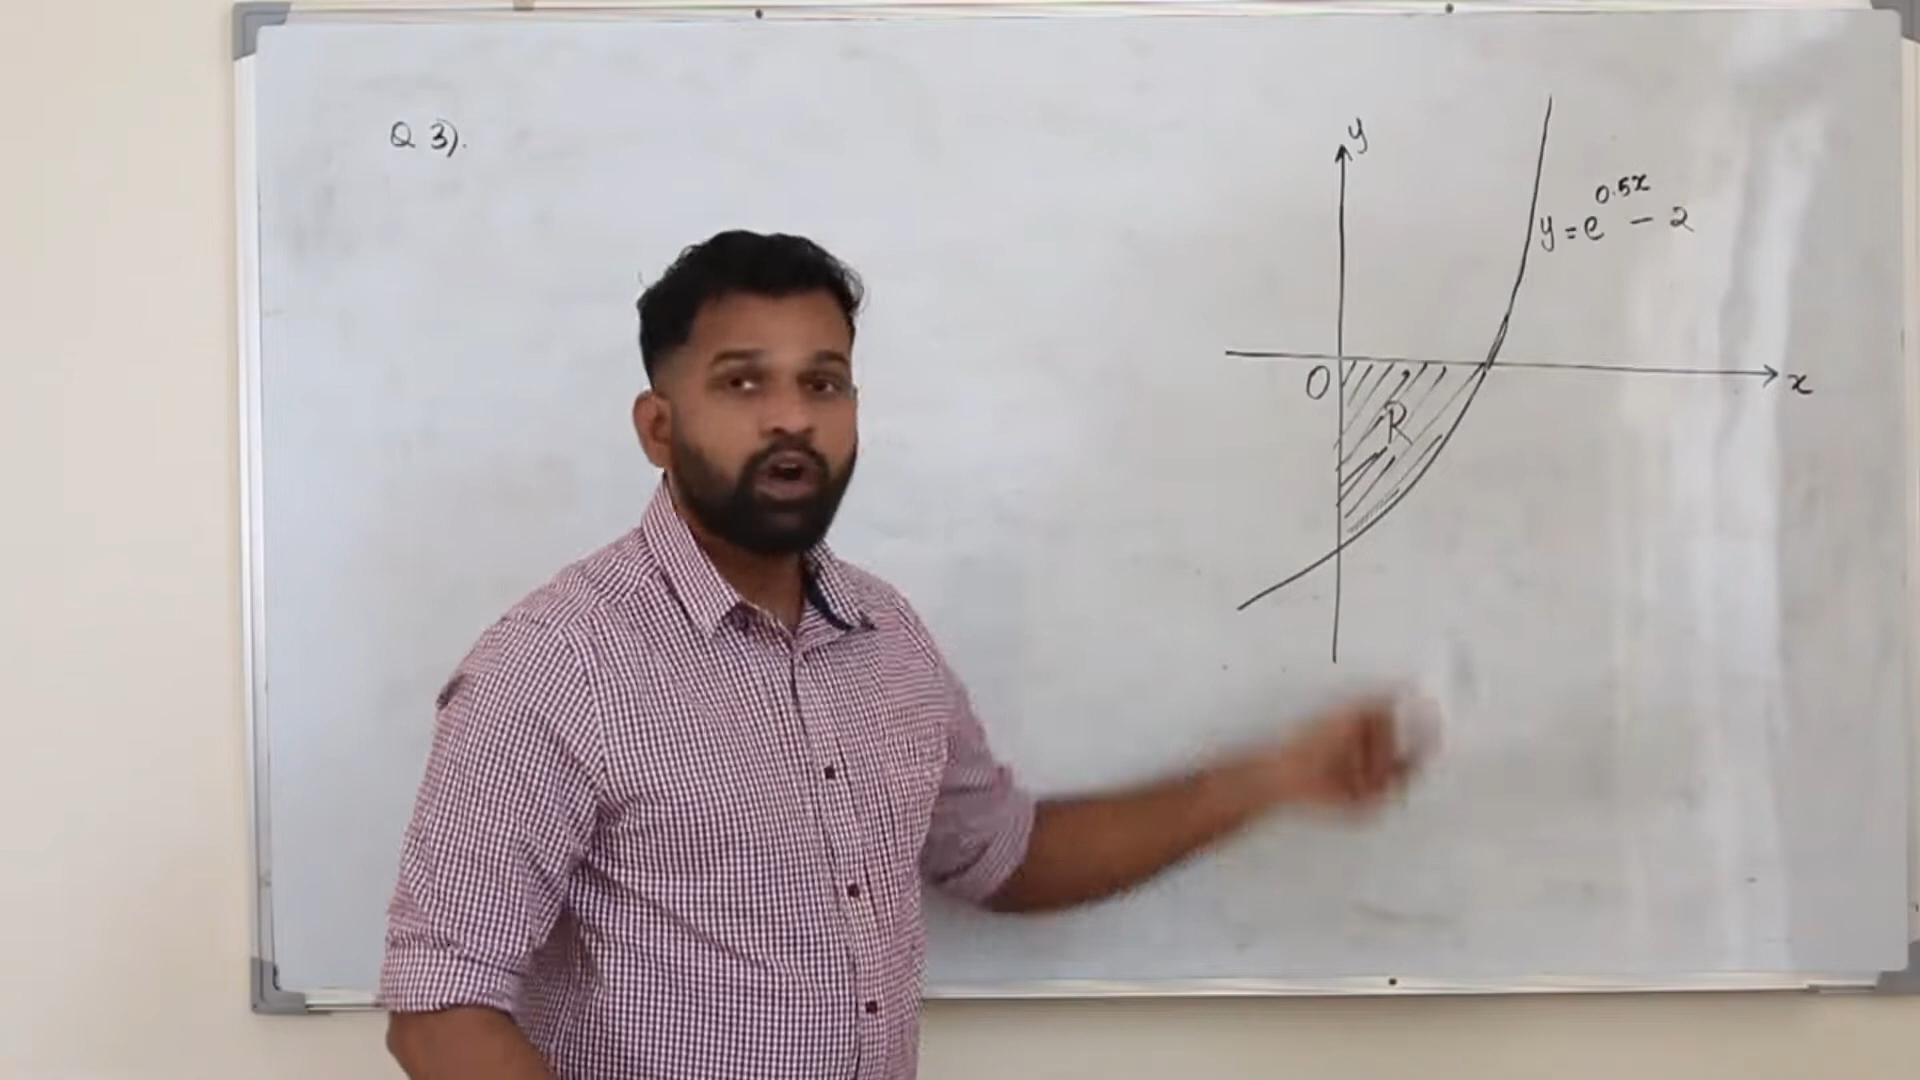 Q 3).
y
y = e^{0.5x} - 2
O
x
R